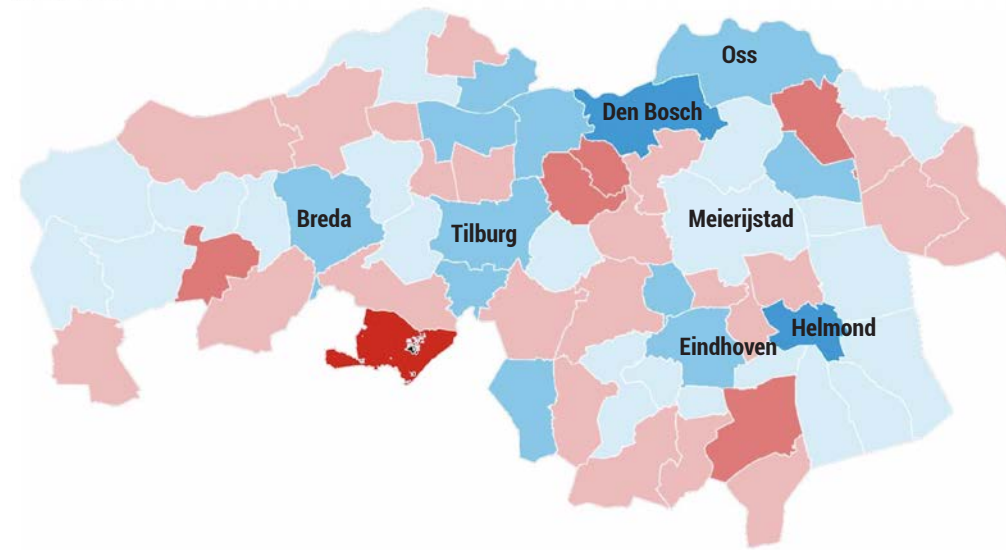 Oss
Den Bosch
Breda
Tilburg
Meierijstad
Helmond
Eindhoven